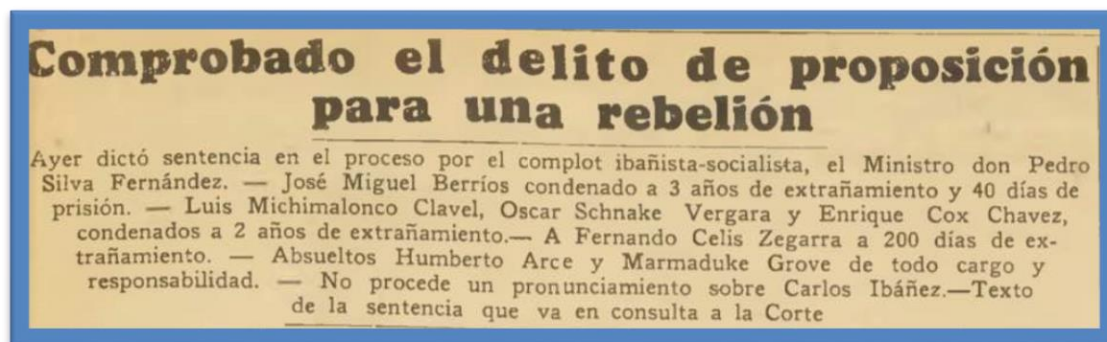 Comprobado el delito de proposición
para una rebelión
Ayer dictó sentencia en el proceso por el complot ibañista-socialista, el Ministro don Pedro
Silva Fernández. — José Miguel Berríos condenado a 3 años de extrañamiento y 40 días de
prisión. — Luis Michimalonco Clavel, Oscar Schnake Vergara y Enrique Cox Chavez,
condenados a 2 años de extrañamiento.— A Fernando Celis Zegarra a 200 días de ex-
trañamiento. — Absueltos Humberto Arce y Marmaduke Grove de todo cargo y
responsabilidad. — No procede un pronunciamiento sobre Carlos Ibáñez.—Texto
de la sentencia que va en consulta a la Corte